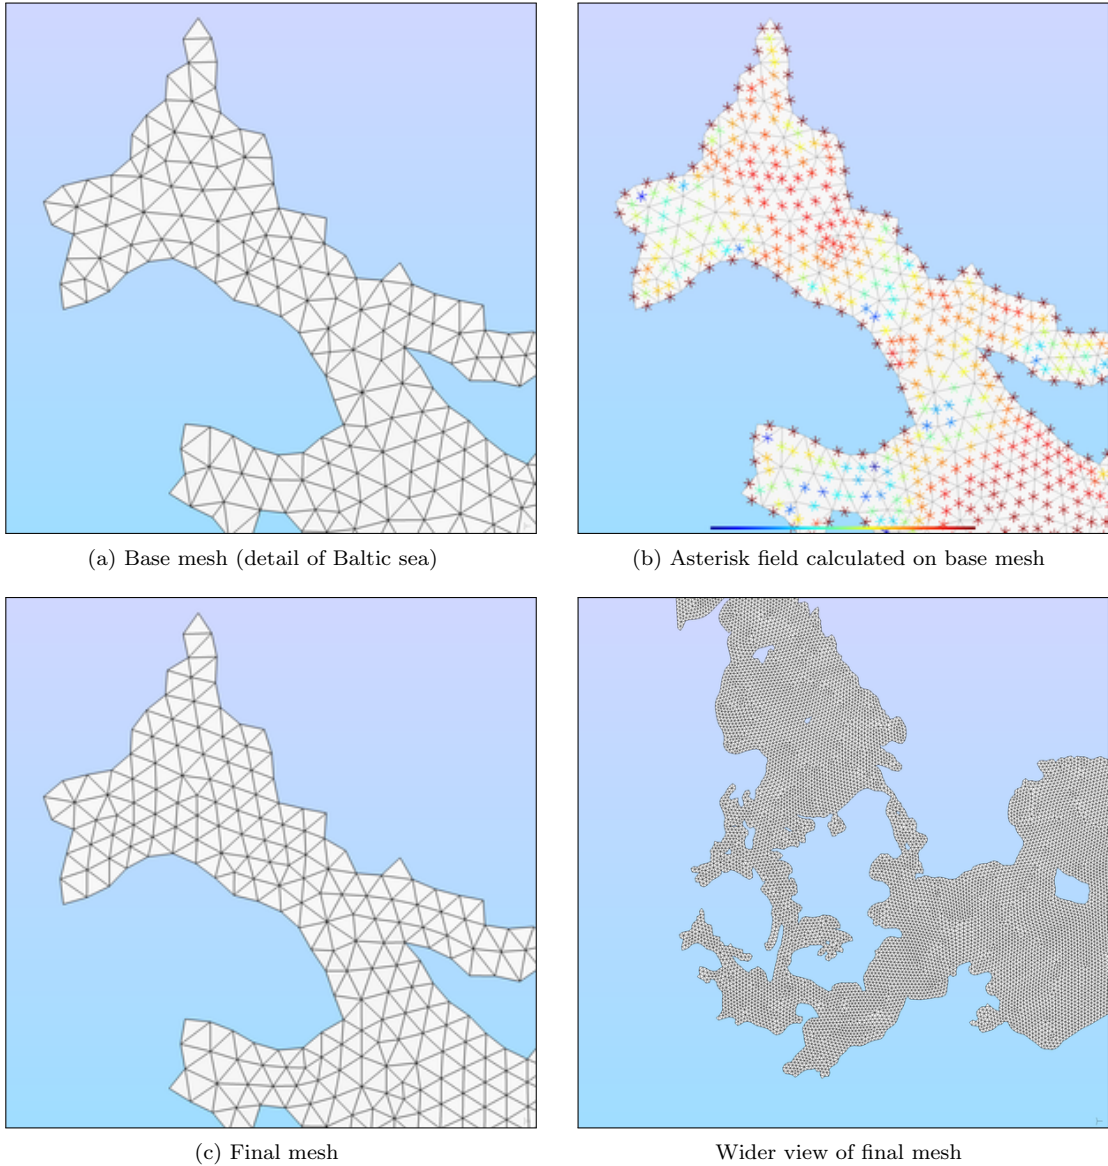 (a) Base mesh (detail of Baltic sea)
(b) Asterisk field calculated on base mesh
(c) Final mesh
Wider view of final mesh